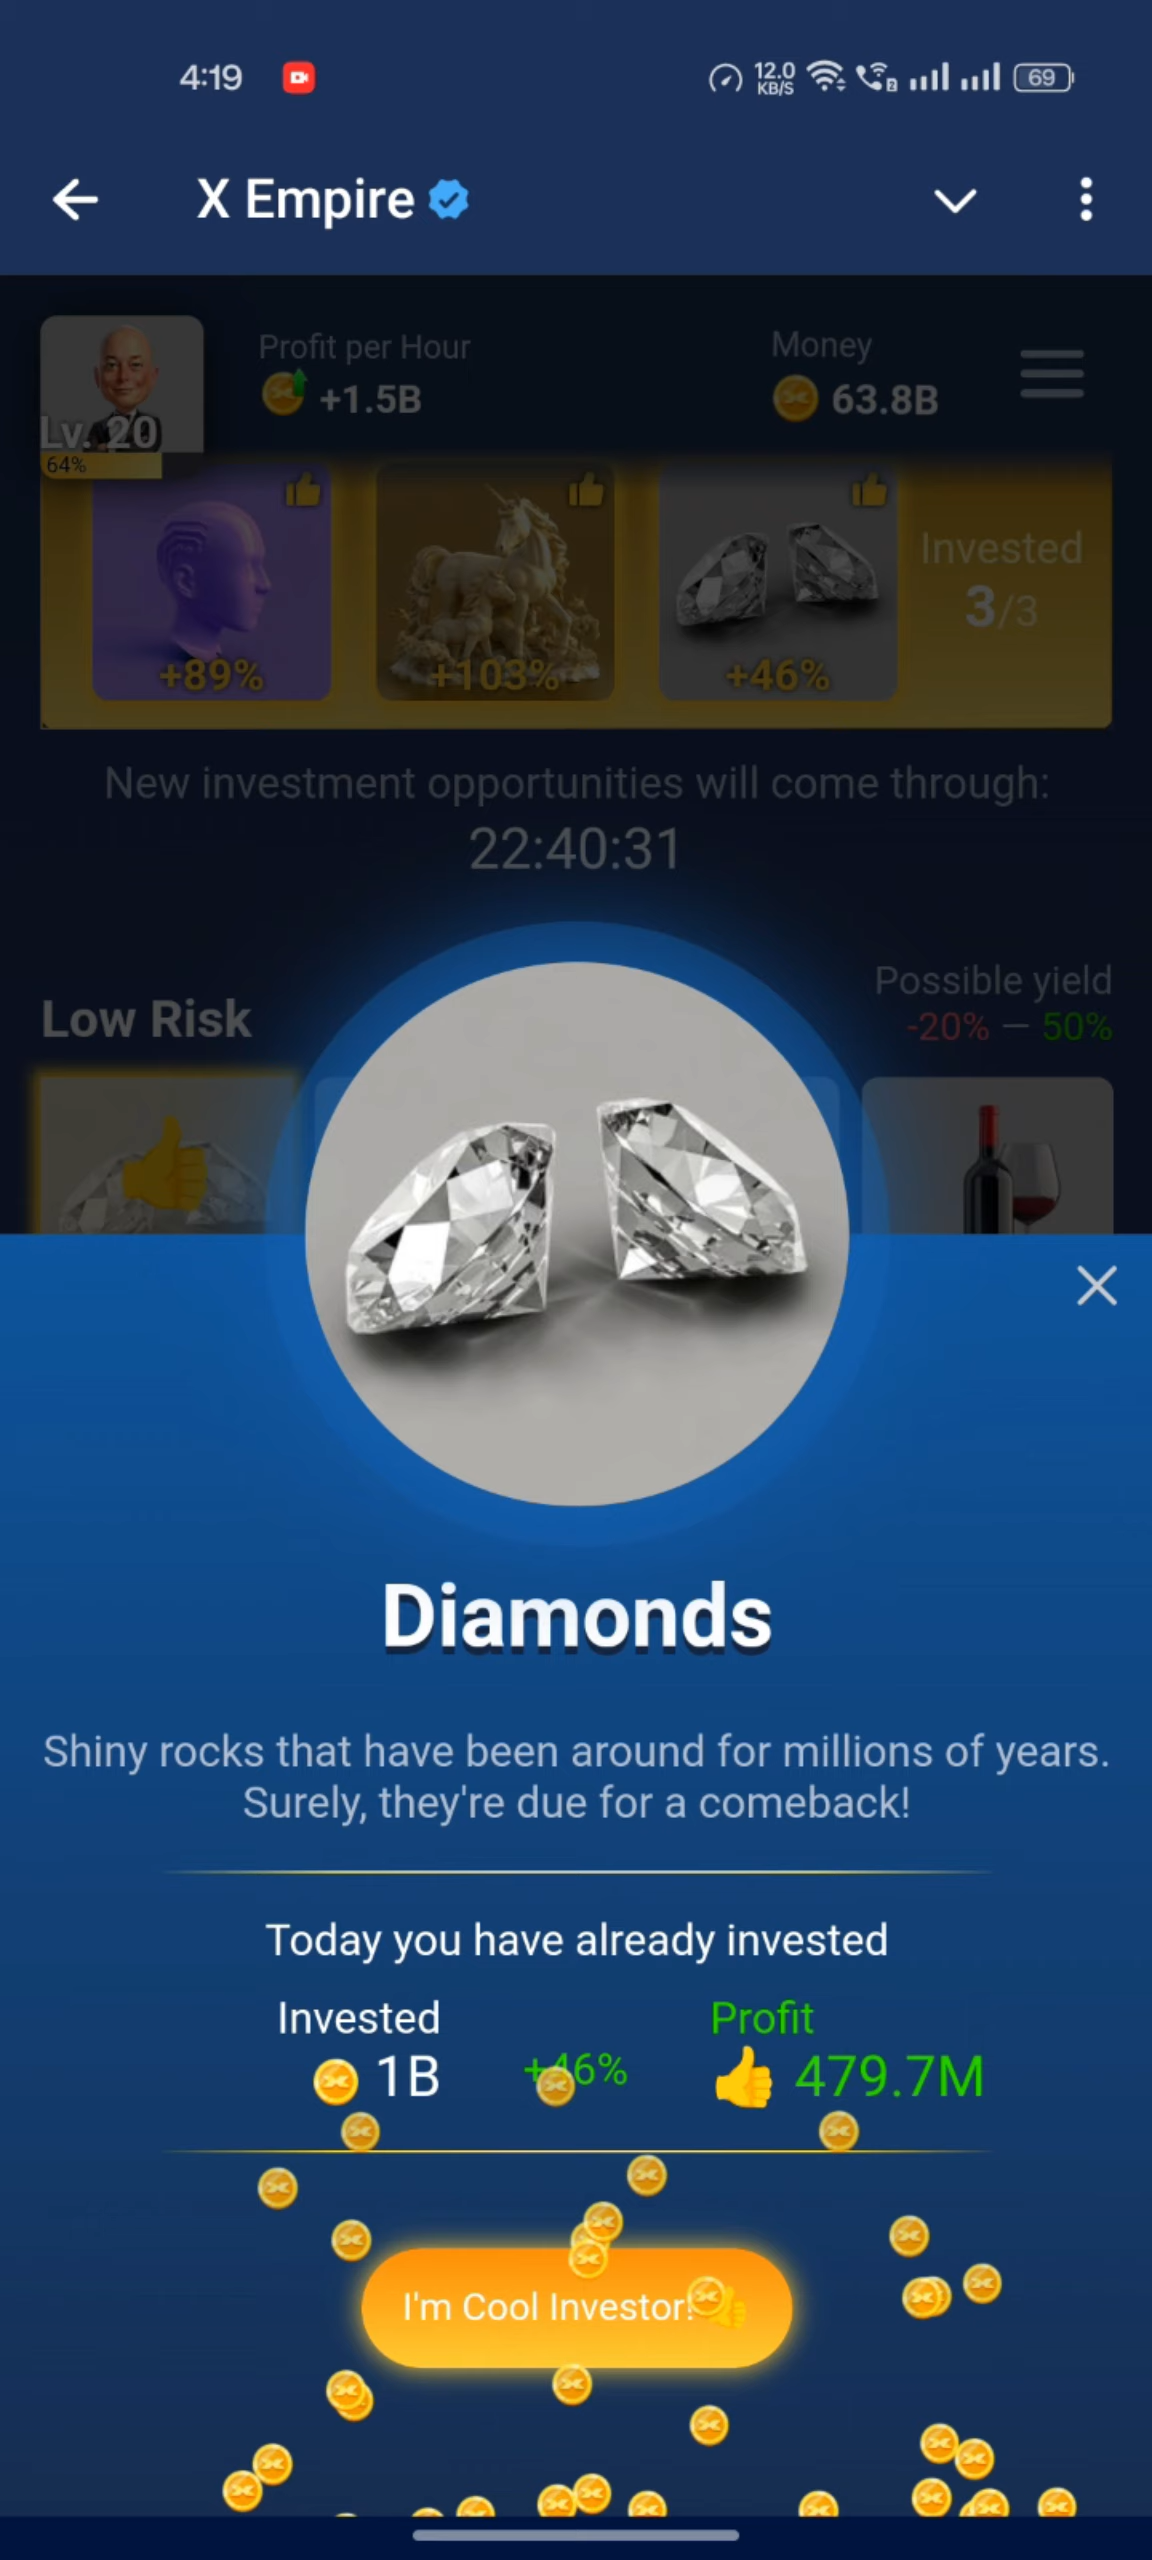 4:19
12.0
KB/S
2
69
X Empire
Profit per Hour
+1.5B
Money
63.8B
Lv. 20
64%
Invested
3/3
+89%
+103%
+46%
New investment opportunities will come through:
22:40:31
Low Risk
Possible yield
-20% — 50%
Diamonds
Shiny rocks that have been around for millions of years.
Surely, they're due for a comeback!
Today you have already invested
Invested
Profit
1B
+46%
479.7M
I'm Cool Investor!